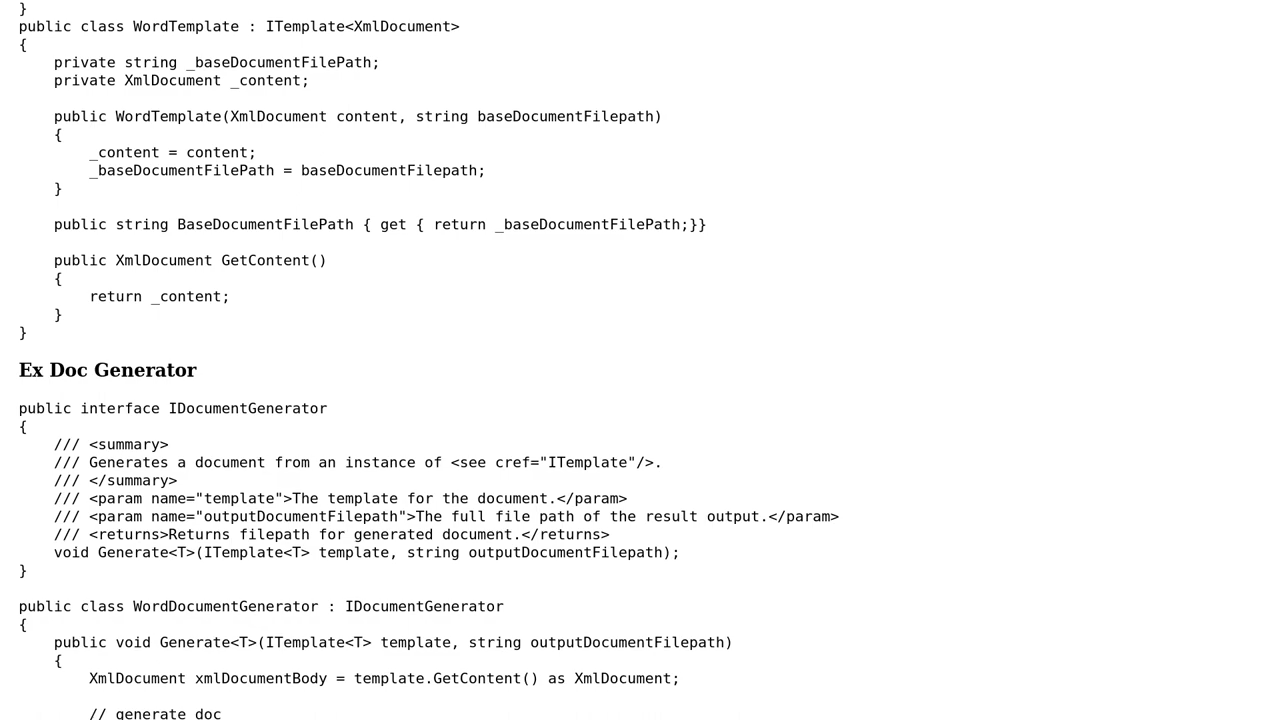 }
public class WordTemplate : ITemplate<XmlDocument>
{
    private string _baseDocumentFilePath;
    private XmlDocument _content;

    public WordTemplate(XmlDocument content, string baseDocumentFilepath)
    {
        _content = content;
        _baseDocumentFilePath = baseDocumentFilepath;
    }

    public string BaseDocumentFilePath { get { return _baseDocumentFilePath;}}

    public XmlDocument GetContent()
    {
        return _content;
    }
}
Ex Doc Generator
public interface IDocumentGenerator
{
    /// <summary>
    /// Generates a document from an instance of <see cref="ITemplate"/>.
    /// </summary>
    /// <param name="template">The template for the document.</param>
    /// <param name="outputDocumentFilepath">The full file path of the result output.</param>
    /// <returns>Returns filepath for generated document.</returns>
    void Generate<T>(ITemplate<T> template, string outputDocumentFilepath);
}

public class WordDocumentGenerator : IDocumentGenerator
{
    public void Generate<T>(ITemplate<T> template, string outputDocumentFilepath)
    {
        XmlDocument xmlDocumentBody = template.GetContent() as XmlDocument;

        // generate doc